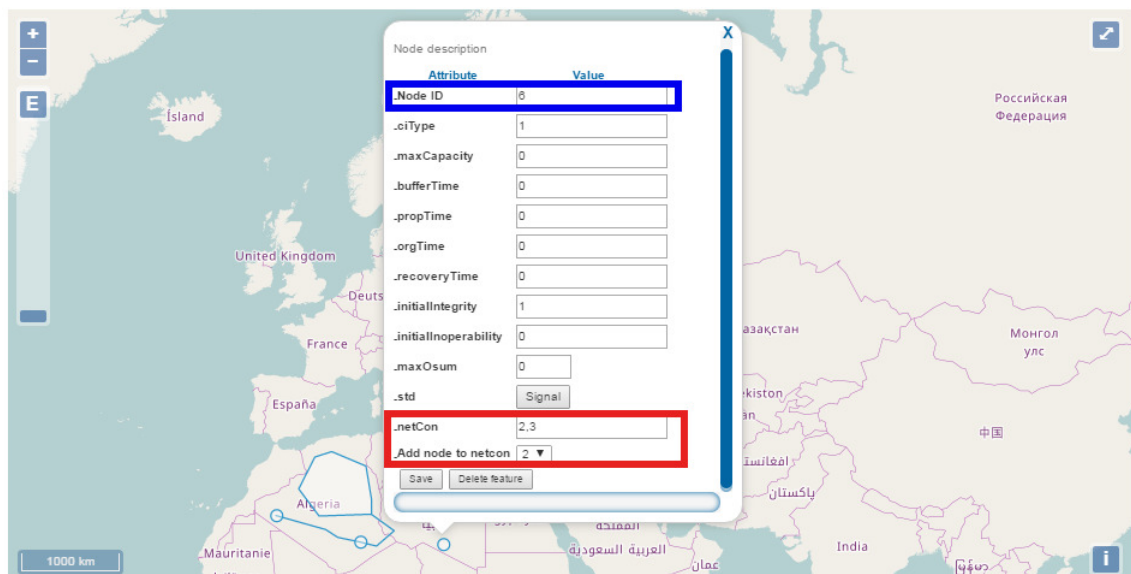 +
−
E
X
Node description
Attribute Value
_Node ID 6
_ciType 1
_maxCapacity 0
_bufferTime 0
_propTime 0
_orgTime 0
_recoveryTime 0
_initialIntegrity 1
_initialInoperability 0
_maxOsum 0
_std Signal
_netCon 2,3
_Add node to netcon 2 ▼
Save Delete feature
Ísland
Российская
Федерация
United Kingdom
Deuts
France
España
азақстан
Монгол
улс
kiston
an
中国
پاکستان
Algeria
Mauritanie
المملكة
العربية السعودية
عمان
India
1000 km
i